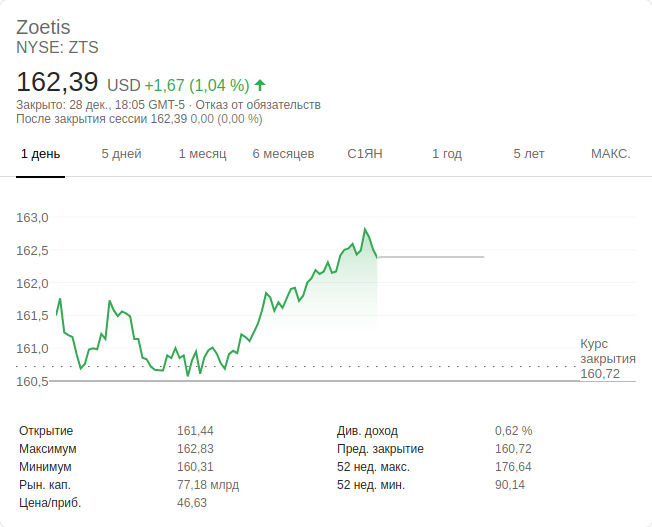 Zoetis
NYSE: ZTS
162,39 USD +1,67 (1,04 %)
Закрыто: 28 дек., 18:05 GMT-5 · Отказ от обязательств
После закрытия сессии 162,39 0,00 (0,00 %)
1 день 5 дней 1 месяц 6 месяцев С1ЯН 1 год 5 лет МАКС.
163,0
162,5
162,0
161,5
161,0
160,5
Курс
закрытия
160,72
Открытие 161,44 Див. доход 0,62 %
Максимум 162,83 Пред. закрытие 160,72
Минимум 160,31 52 нед. макс. 176,64
Рын. кап. 77,18 млрд 52 нед. мин. 90,14
Цена/приб. 46,63